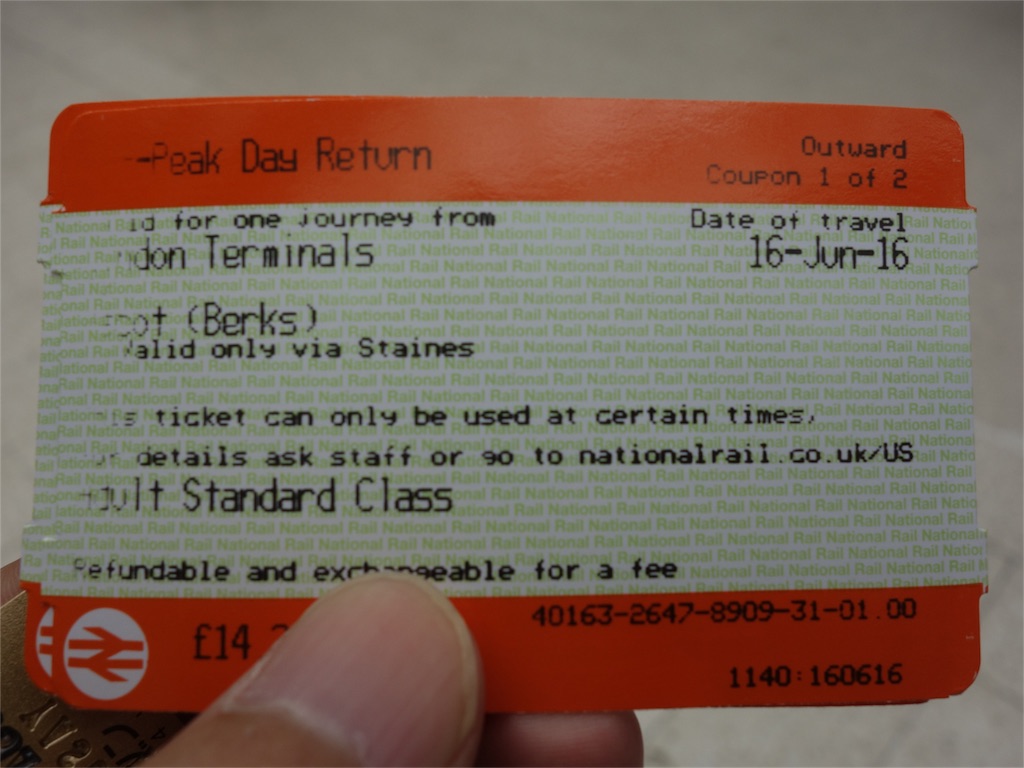 -Peak Day Return
Outward
Coupon 1 of 2
id for one journey from
Date of travel
don Terminals
16-Jun-16
ot (Berks)
Valid only via Staines
is ticket can only be used at certain times.
details ask staff or go to nationalrail.co.uk/US
dult Standard Class
Refundable and exchangeable for a fee
£14
40163-2647-8909-31-01.00
1140:160616